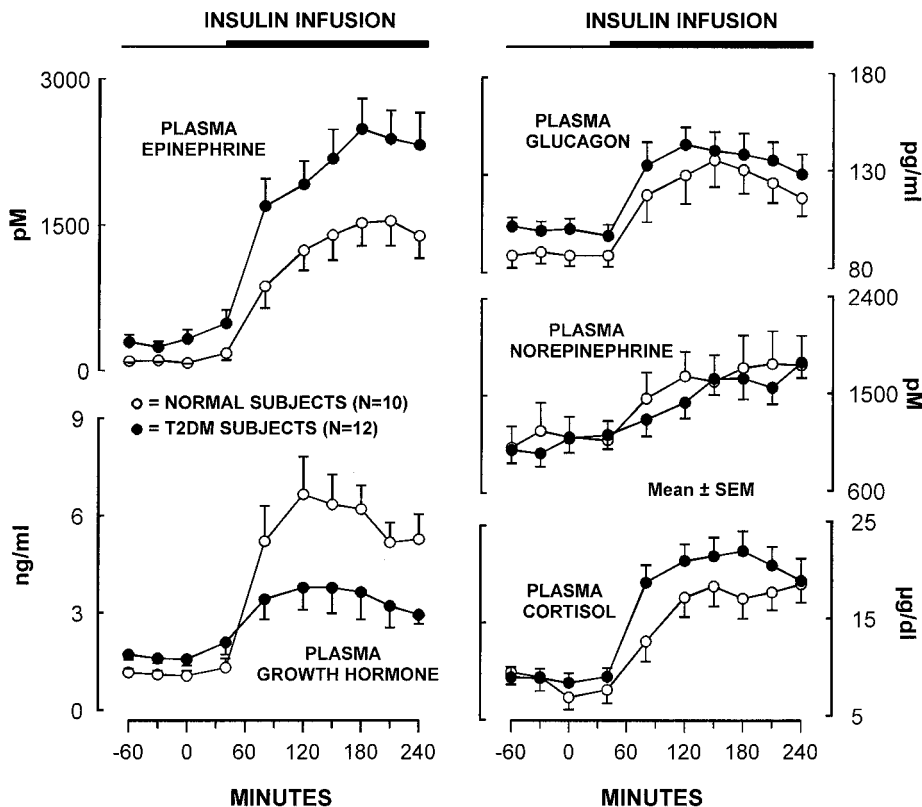 INSULIN INFUSION
3000
1500
0
pM
PLASMA
EPINEPHRINE
○ = NORMAL SUBJECTS (N=10)
● = T2DM SUBJECTS (N=12)
9
6
3
0
ng/ml
PLASMA
GROWTH HORMONE
-60 0 60 120 180 240
MINUTES
INSULIN INFUSION
180
130
80
pg/ml
PLASMA
GLUCAGON
2400
1500
600
pM
PLASMA
NOREPINEPHRINE
Mean ± SEM
25
15
5
µg/dl
PLASMA
CORTISOL
-60 0 60 120 180 240
MINUTES